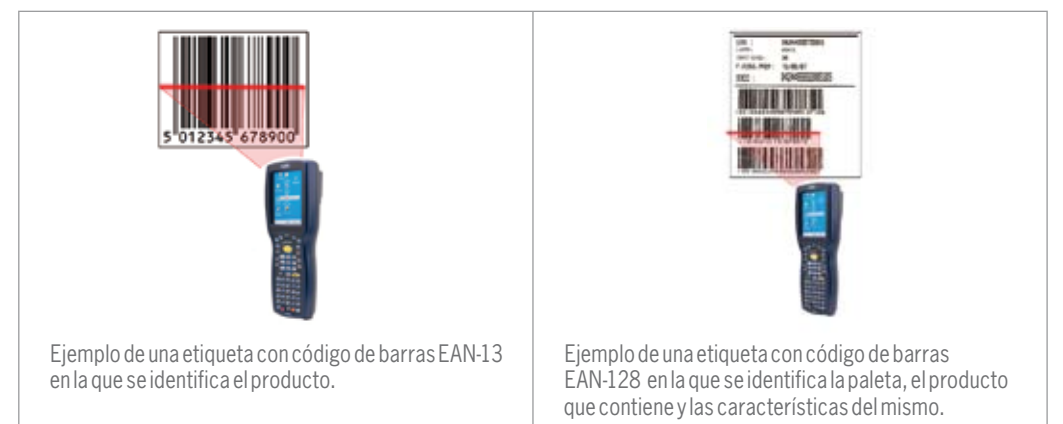 5 012345 678900
Ejemplo de una etiqueta con código de barras EAN-13
en la que se identifica el producto.
Ejemplo de una etiqueta con código de barras
EAN-128 en la que se identifica la paleta, el producto
que contiene y las características del mismo.